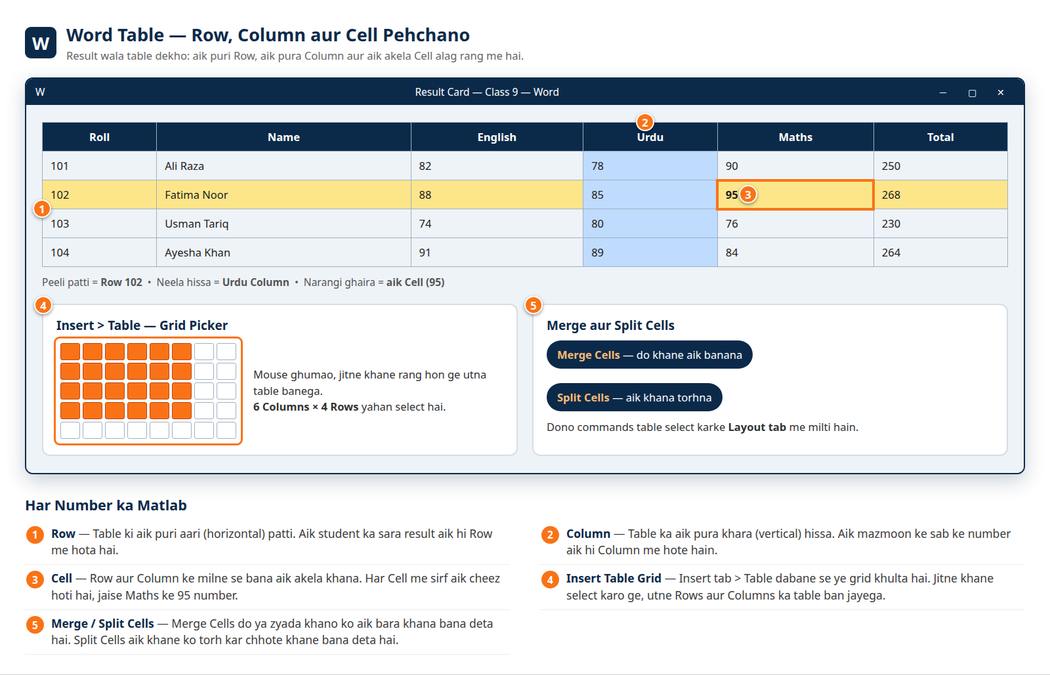 W
Word Table — Row, Column aur Cell Pehchano
Result wala table dekho: aik puri Row, aik pura Column aur aik akela Cell alag rang me hai.
W Result Card — Class 9 — Word
2
Roll Name English Urdu Maths Total
101 Ali Raza 82 78 90 250
102 Fatima Noor 88 85 95 3 268
1
103 Usman Tariq 74 80 76 230
104 Ayesha Khan 91 89 84 264
Peeli patti = Row 102 • Neela hissa = Urdu Column • Narangi ghaira = aik Cell (95)
4
Insert > Table — Grid Picker
Mouse ghumao, jitne khane rang hon ge utna
table banega.
6 Columns × 4 Rows yahan select hai.
5
Merge aur Split Cells
Merge Cells — do khane aik banana
Split Cells — aik khana torhna
Dono commands table select karke Layout tab me milti hain.
Har Number ka Matlab
1 Row — Table ki aik puri aari (horizontal) patti. Aik student ka sara result aik hi Row
me hota hai.
2 Column — Table ka aik pura khara (vertical) hissa. Aik mazmoon ke sab ke number
aik hi Column me hote hain.
3 Cell — Row aur Column ke milne se bana aik akela khana. Har Cell me sirf aik cheez
hoti hai, jaise Maths ke 95 number.
4 Insert Table Grid — Insert tab > Table dabane se ye grid khulta hai. Jitne khane
select karo ge, utne Rows aur Columns ka table ban jayega.
5 Merge / Split Cells — Merge Cells do ya zyada khano ko aik bara khana bana deta
hai. Split Cells aik khane ko torh kar chhote khane bana deta hai.